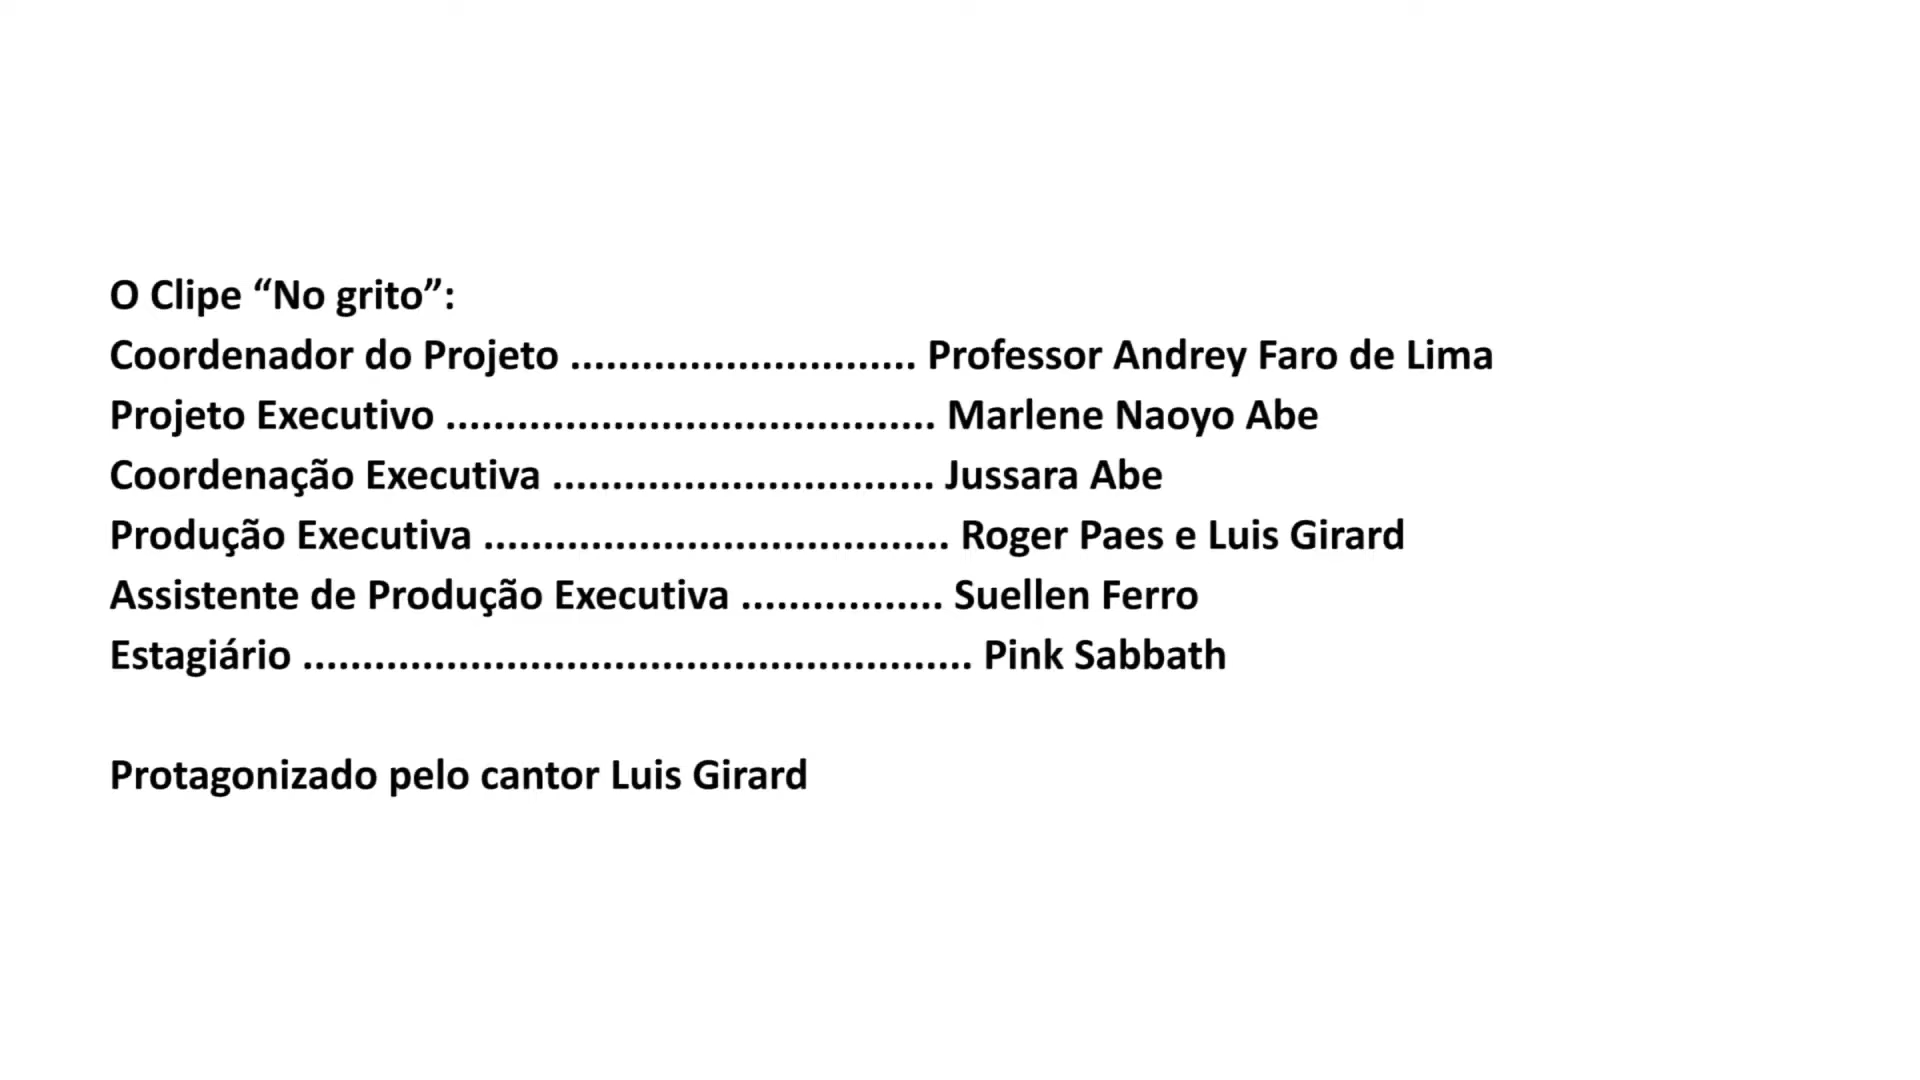 O Clipe “No grito”:
Coordenador do Projeto ............................. Professor Andrey Faro de Lima
Projeto Executivo ......................................... Marlene Naoyo Abe
Coordenação Executiva ................................ Jussara Abe
Produção Executiva ....................................... Roger Paes e Luis Girard
Assistente de Produção Executiva ................. Suellen Ferro
Estagiário ........................................................ Pink Sabbath
Protagonizado pelo cantor Luis Girard